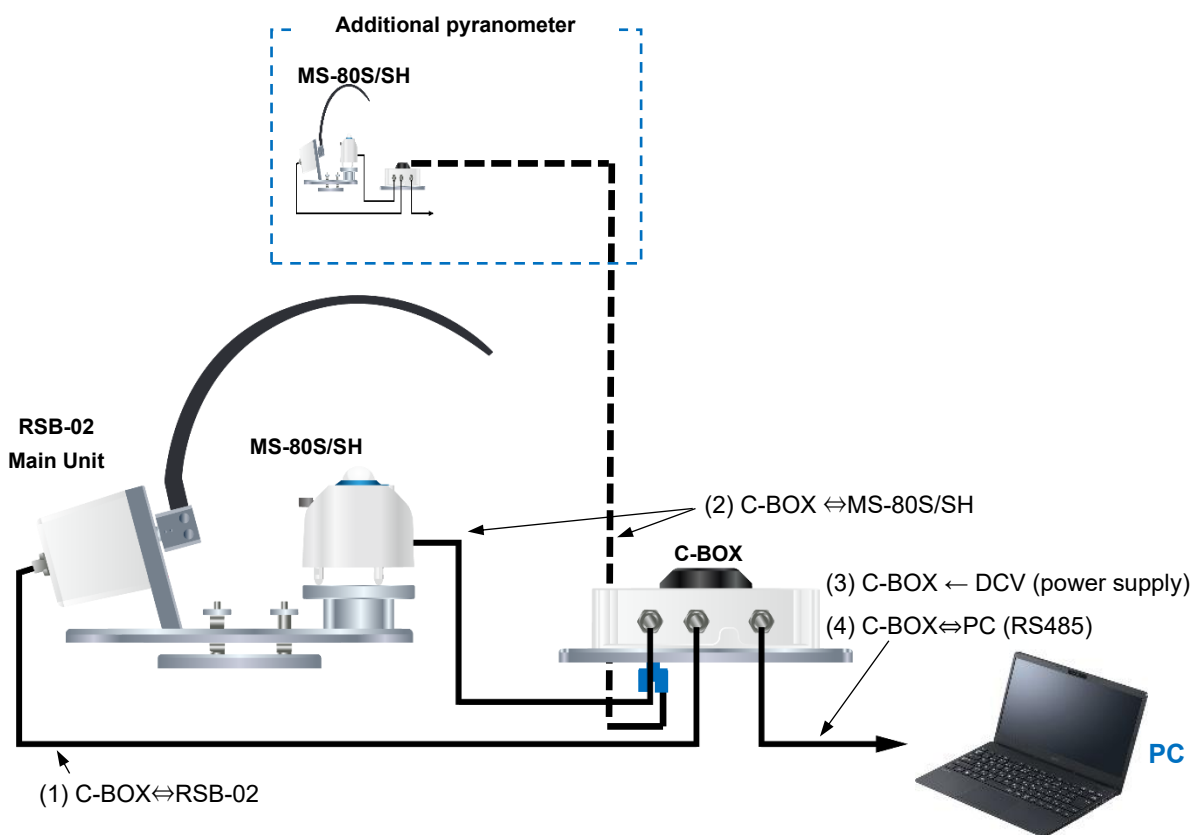 Additional pyranometer
MS-80S/SH
RSB-02
Main Unit
MS-80S/SH
(2) C-BOX ⇔MS-80S/SH
C-BOX
(3) C-BOX ← DCV (power supply)
(4) C-BOX⇔PC (RS485)
PC
(1) C-BOX⇔RSB-02